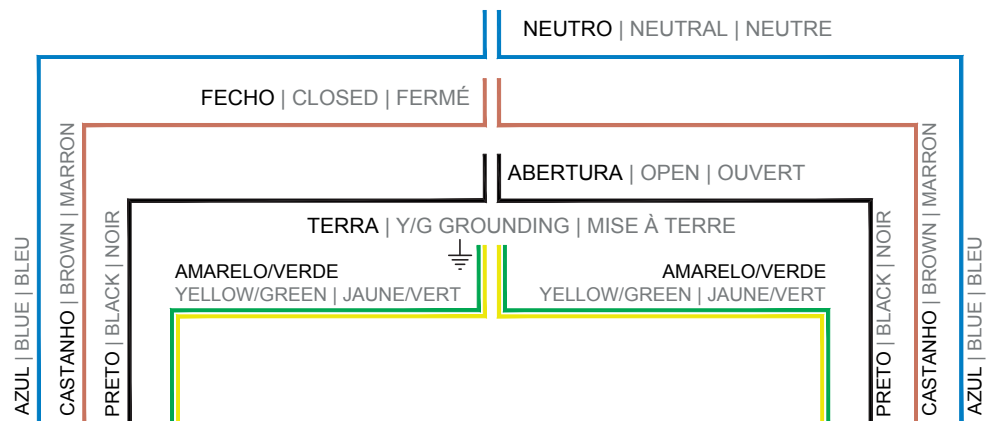 NEUTRO | NEUTRAL | NEUTRE
FECHO | CLOSED | FERMÉ
ABERTURA | OPEN | OUVERT
TERRA | Y/G GROUNDING | MISE À TERRE
AMARELO/VERDE
YELLOW/GREEN | JAUNE/VERT
AMARELO/VERDE
YELLOW/GREEN | JAUNE/VERT
AZUL | BLUE | BLEU
CASTANHO | BROWN | MARRON
PRETO | BLACK | NOIR
PRETO | BLACK | NOIR
CASTANHO | BROWN | MARRON
AZUL | BLUE | BLEU